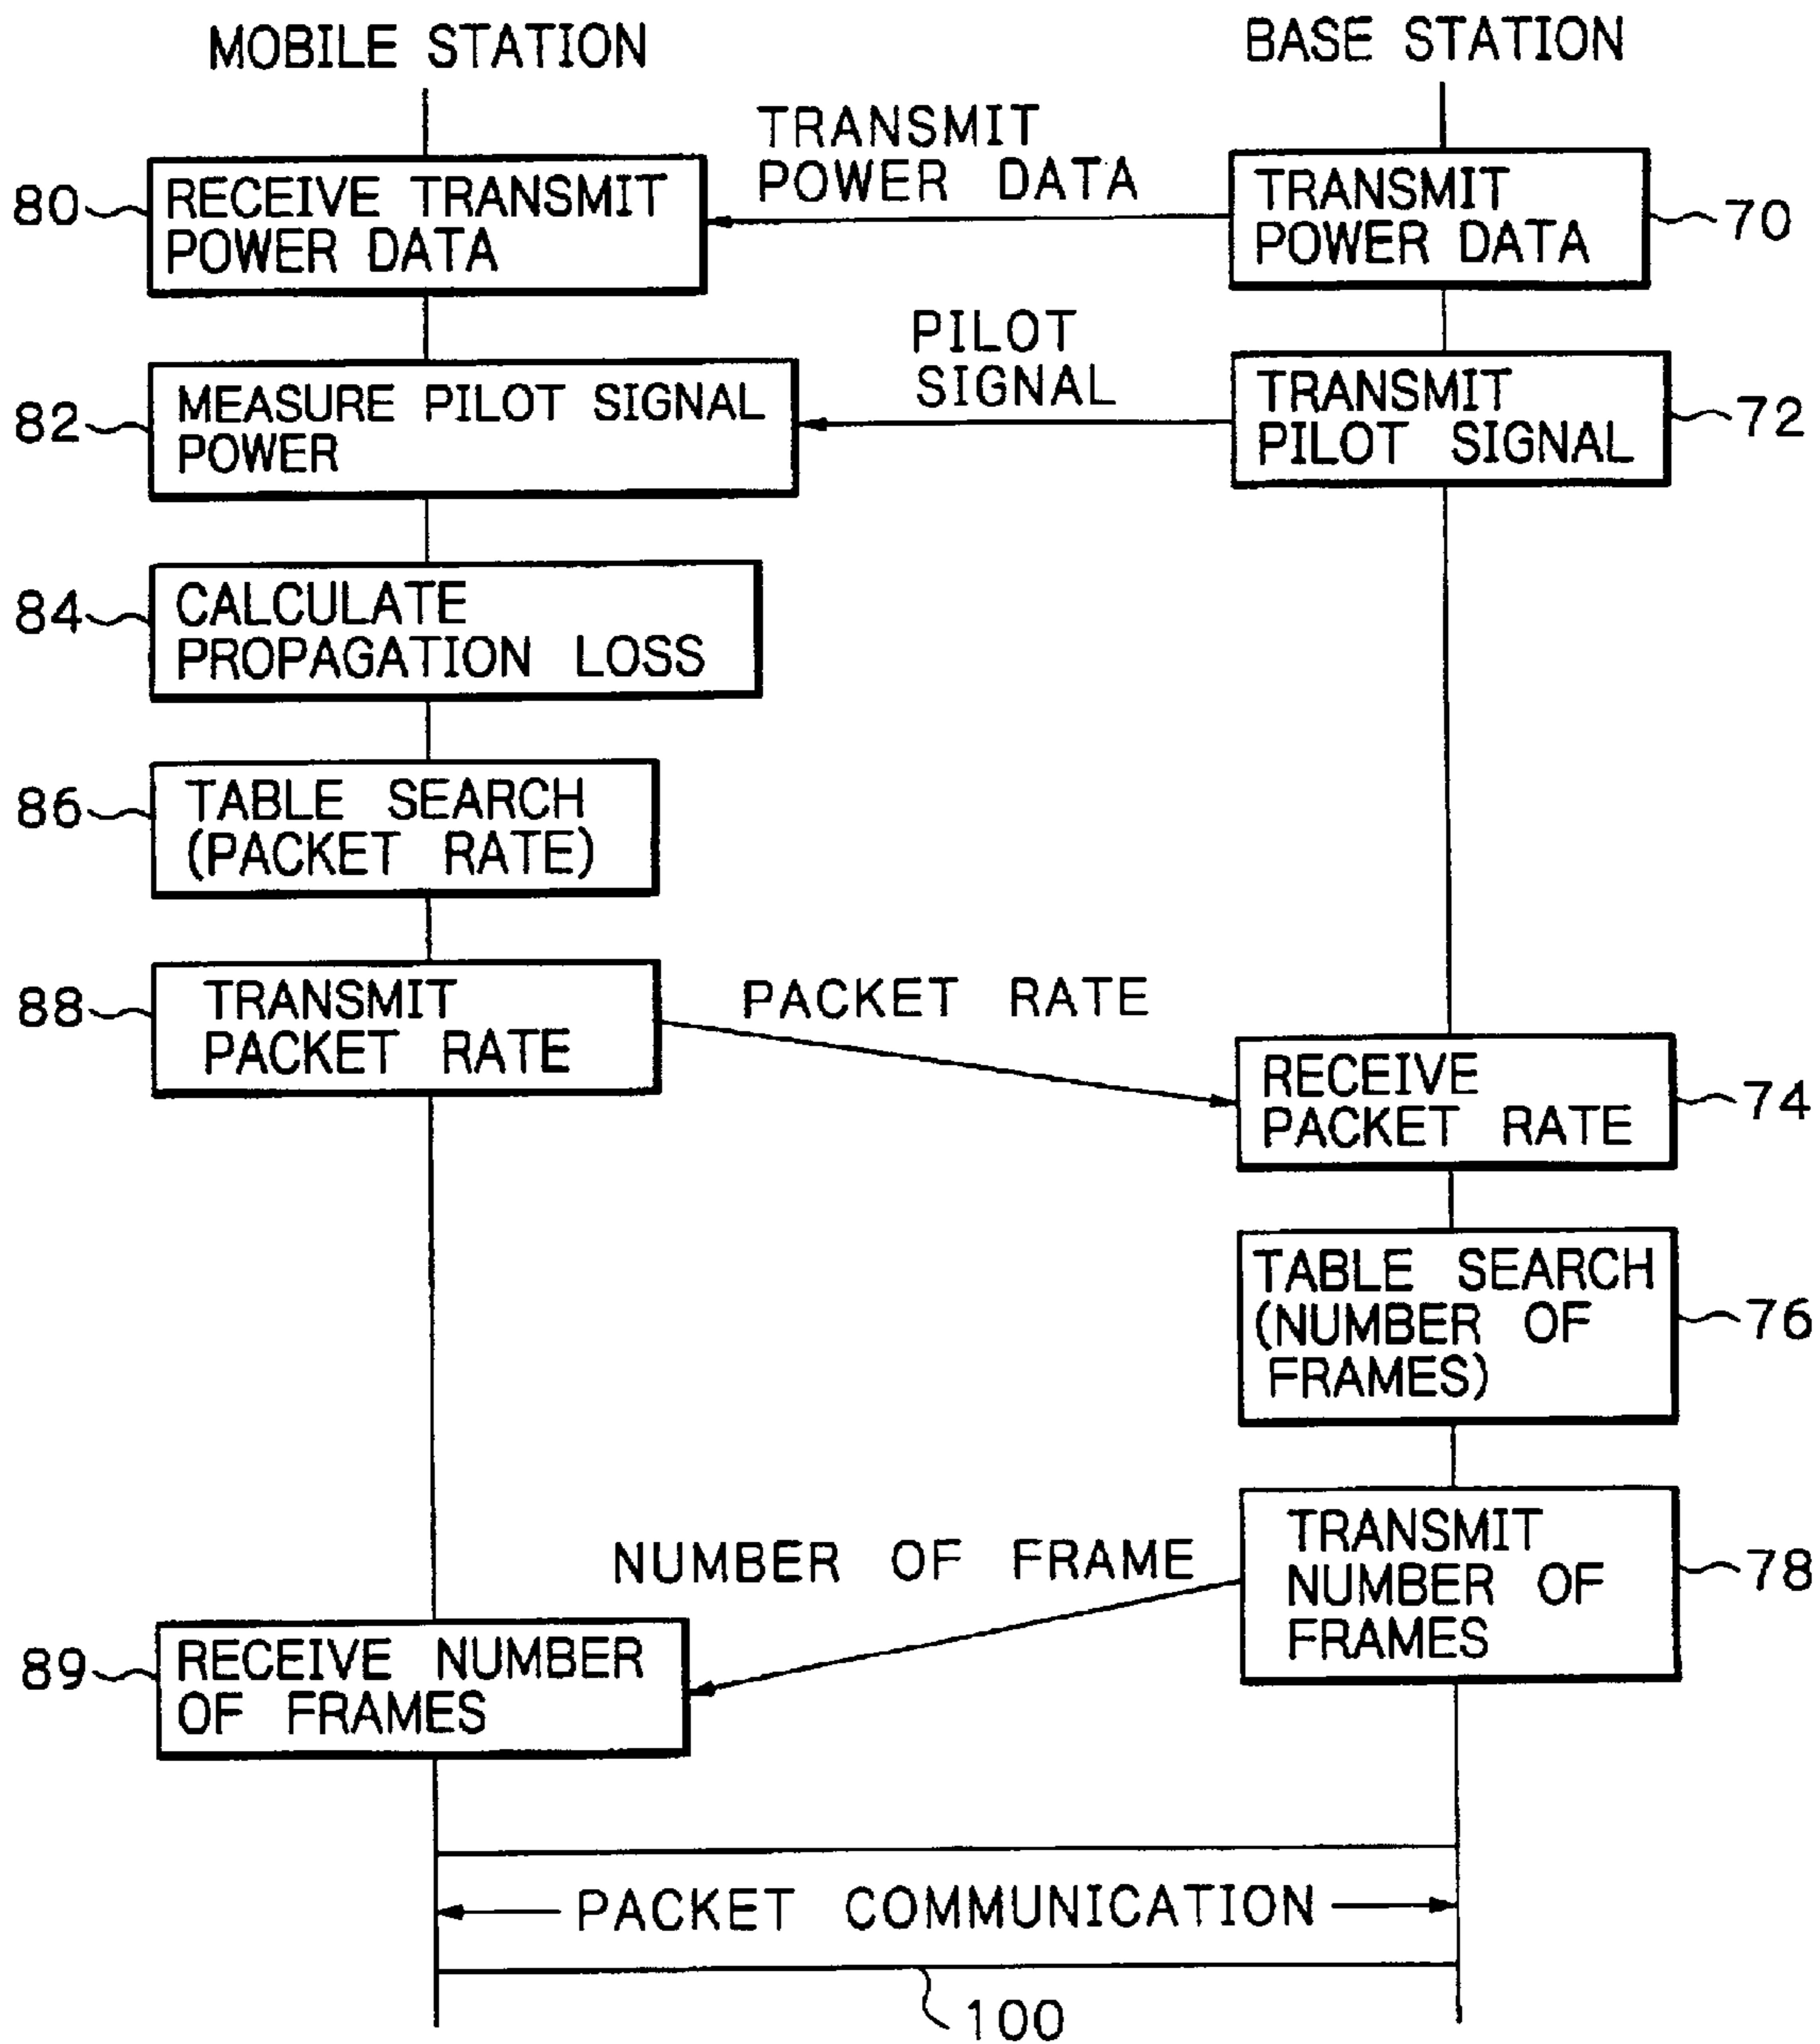 MOBILE STATION
BASE STATION
TRANSMIT
POWER DATA
80
RECEIVE TRANSMIT
POWER DATA
TRANSMIT
POWER DATA
70
PILOT
SIGNAL
82
MEASURE PILOT SIGNAL
POWER
TRANSMIT
PILOT SIGNAL
72
84
CALCULATE
PROPAGATION LOSS
86
TABLE SEARCH
(PACKET RATE)
88
TRANSMIT
PACKET RATE
PACKET RATE
RECEIVE
PACKET RATE
74
TABLE SEARCH
(NUMBER OF
FRAMES)
76
NUMBER OF FRAME
TRANSMIT
NUMBER OF
FRAMES
78
89
RECEIVE NUMBER
OF FRAMES
PACKET COMMUNICATION
100